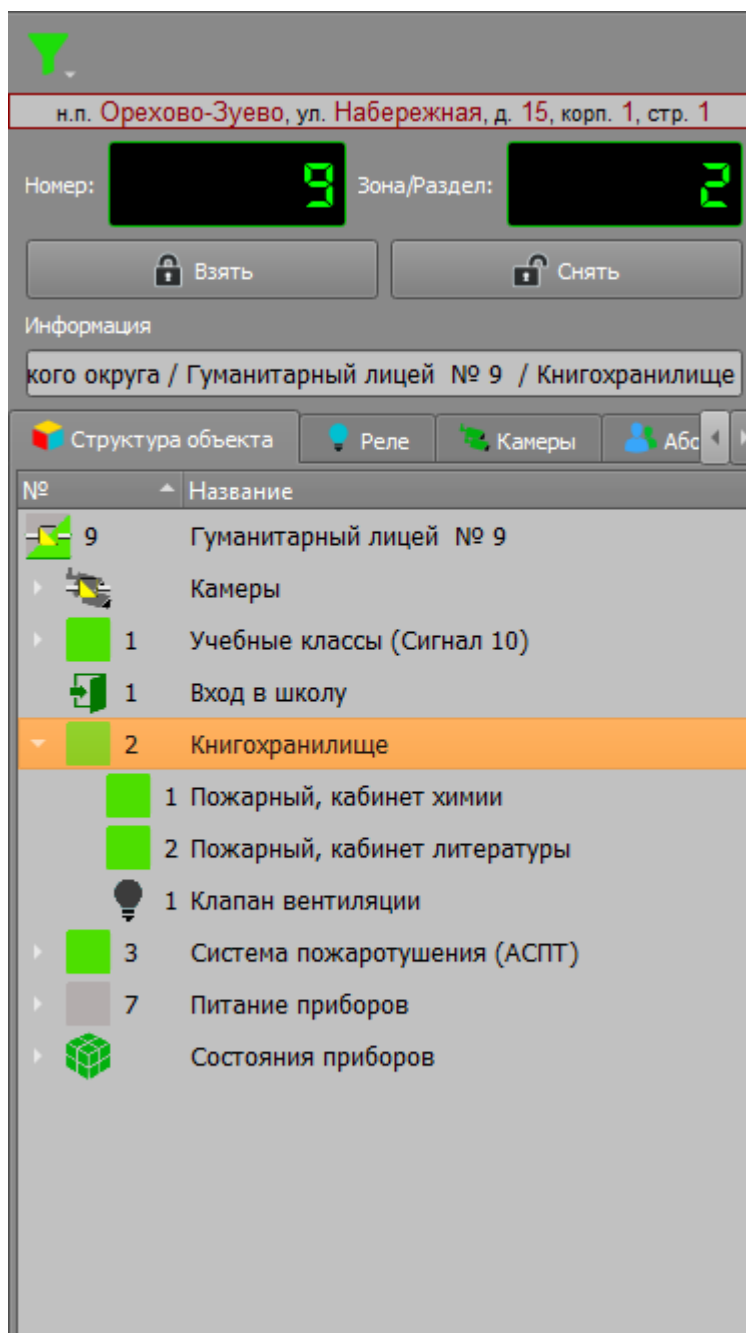 н.п. Орехово-Зуево, ул. Набережная, д. 15, корп. 1, стр. 1
Номер: 9 Зона/Раздел: 2
Взять Снять
Информация
кого округа / Гуманитарный лицей № 9 / Книгохранилище
Структура объекта Реле Камеры Або
№ Название
9 Гуманитарный лицей № 9
Камеры
1 Учебные классы (Сигнал 10)
1 Вход в школу
2 Книгохранилище
1 Пожарный, кабинет химии
2 Пожарный, кабинет литературы
1 Клапан вентиляции
3 Система пожаротушения (АСПТ)
7 Питание приборов
Состояния приборов